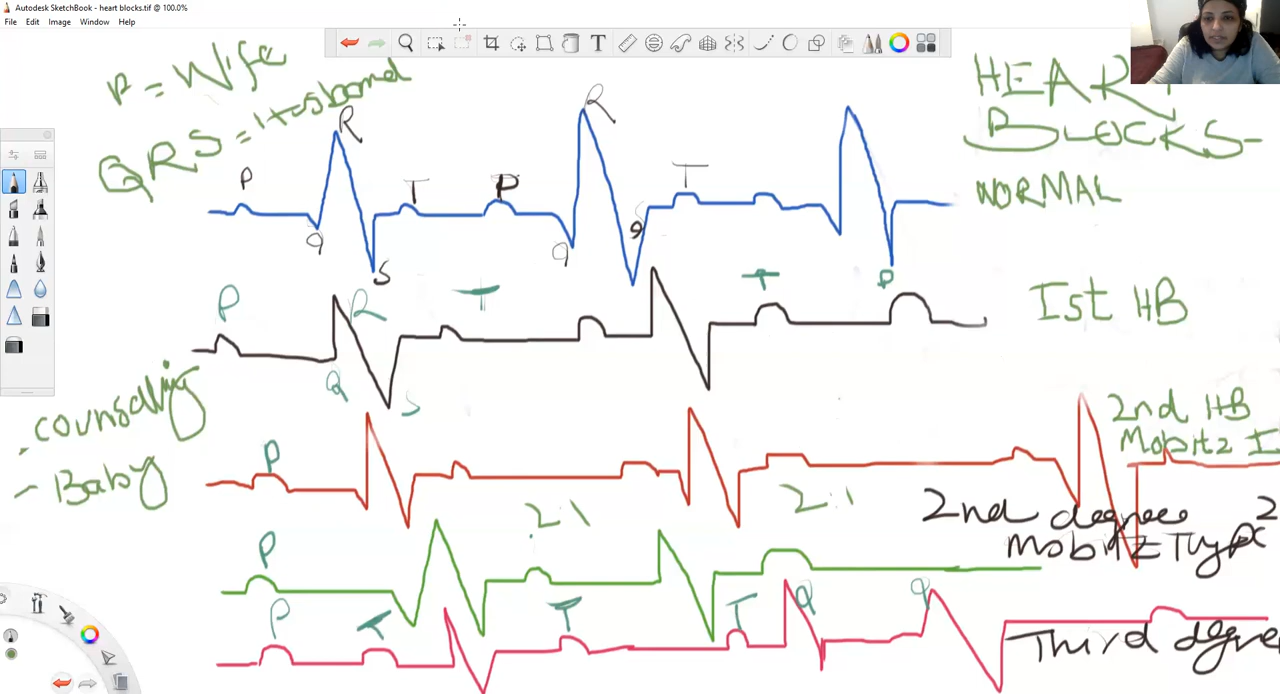 Autodesk SketchBook - heart blocks.tif @ 100.0%
File Edit Image Window Help
P = Wife
QRS = Husband
HEART
BLOCKS-
NORMAL
P R T P R T
q S q s P
P R T T
Ist HB
Q S
- counselling
- Baby
P
2nd HB
Mobitz I
2:1 2:1
2nd degree
Mobitz Type 2
P
P T T T Q q
Third degree